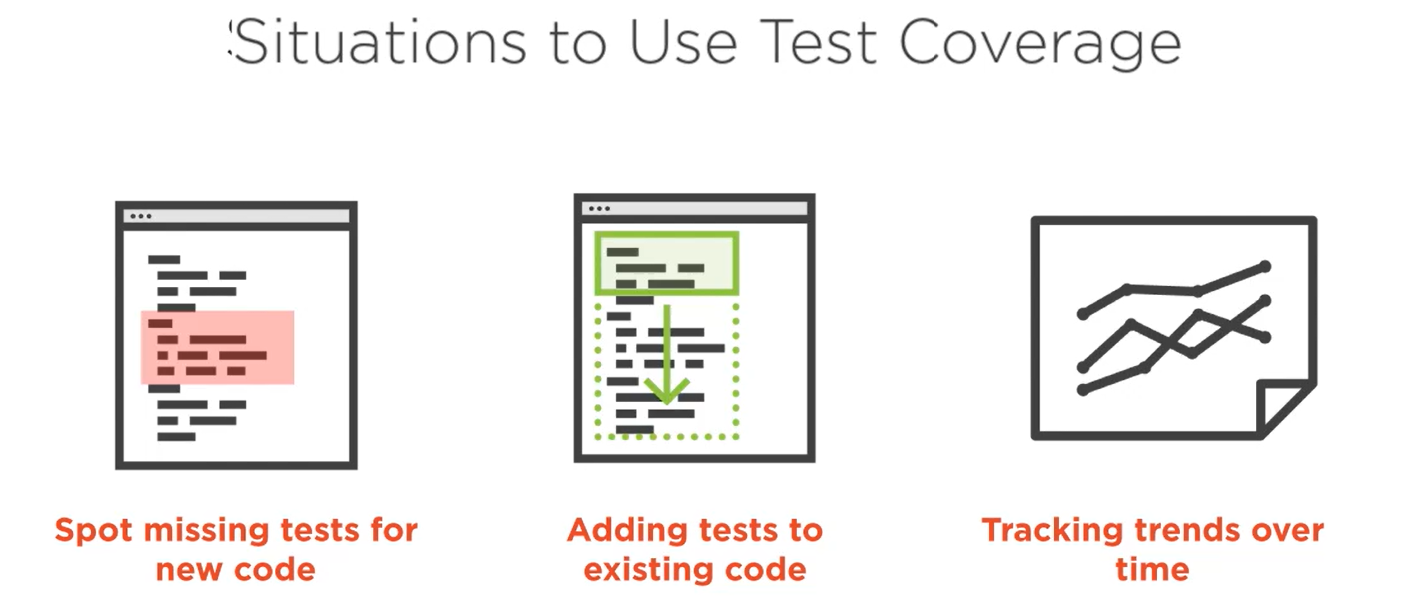 Situations to Use Test Coverage
Spot missing tests for
new code
Adding tests to
existing code
Tracking trends over
time